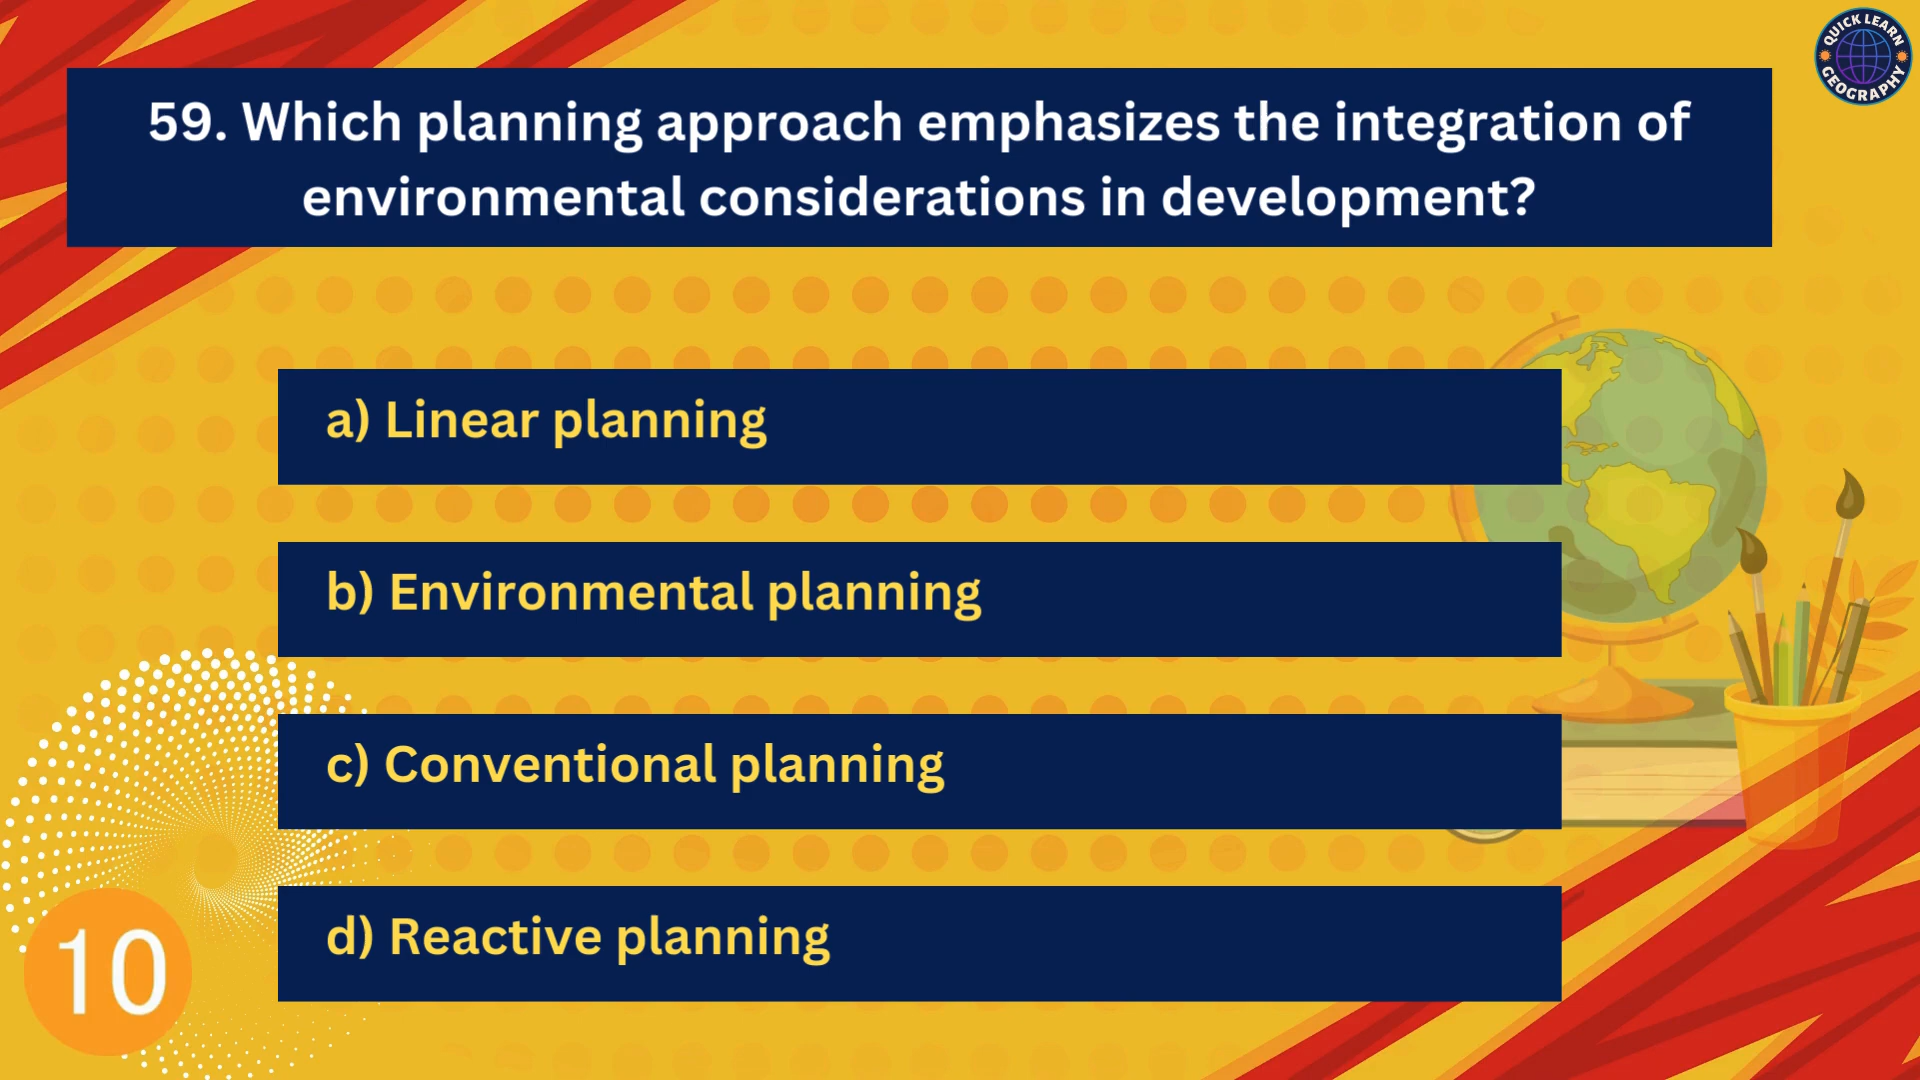 QUICK LEARN
GEOGRAPHY
59. Which planning approach emphasizes the integration of
environmental considerations in development?
a) Linear planning
b) Environmental planning
c) Conventional planning
d) Reactive planning
10